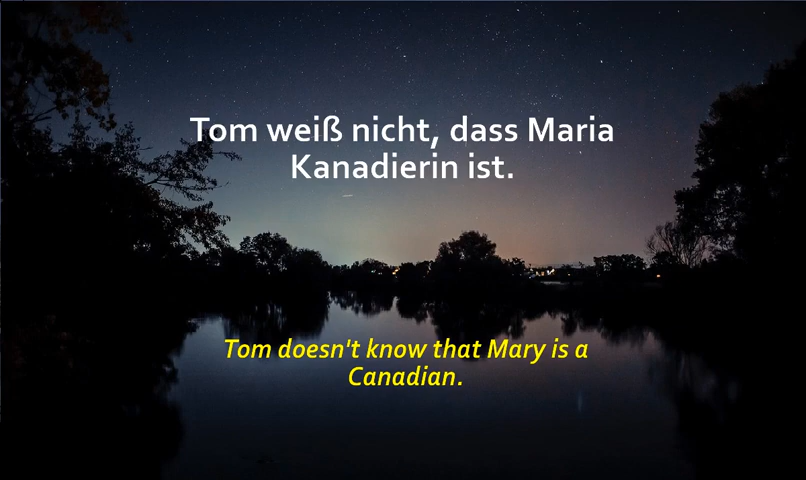 Tom weiß nicht, dass Maria
Kanadierin ist.
Tom doesn't know that Mary is a
Canadian.